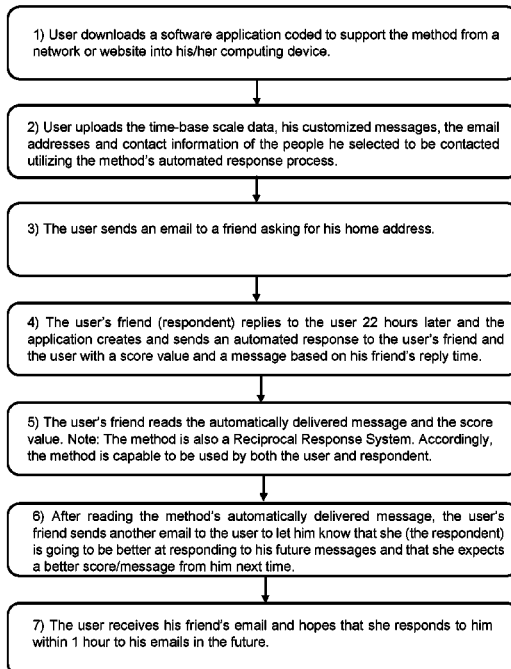 1) User downloads a software application coded to support the method from a
network or website into his/her computing device.
2) User uploads the time-base scale data, his customized messages, the email
addresses and contact information of the people he selected to be contacted
utilizing the method's automated response process.
3) The user sends an email to a friend asking for his home address.
4) The user's friend (respondent) replies to the user 22 hours later and the
application creates and sends an automated response to the user's friend and
the user with a score value and a message based on his friend's reply time.
5) The user's friend reads the automatically delivered message and the score
value. Note: The method is also a Reciprocal Response System. Accordingly,
the method is capable to be used by both the user and respondent.
6) After reading the method's automatically delivered message, the user's
friend sends another email to the user to let him know that she (the respondent)
is going to be better at responding to his future messages and that she expects
a better score/message from him next time.
7) The user receives his friend's email and hopes that she responds to him
within 1 hour to his emails in the future.